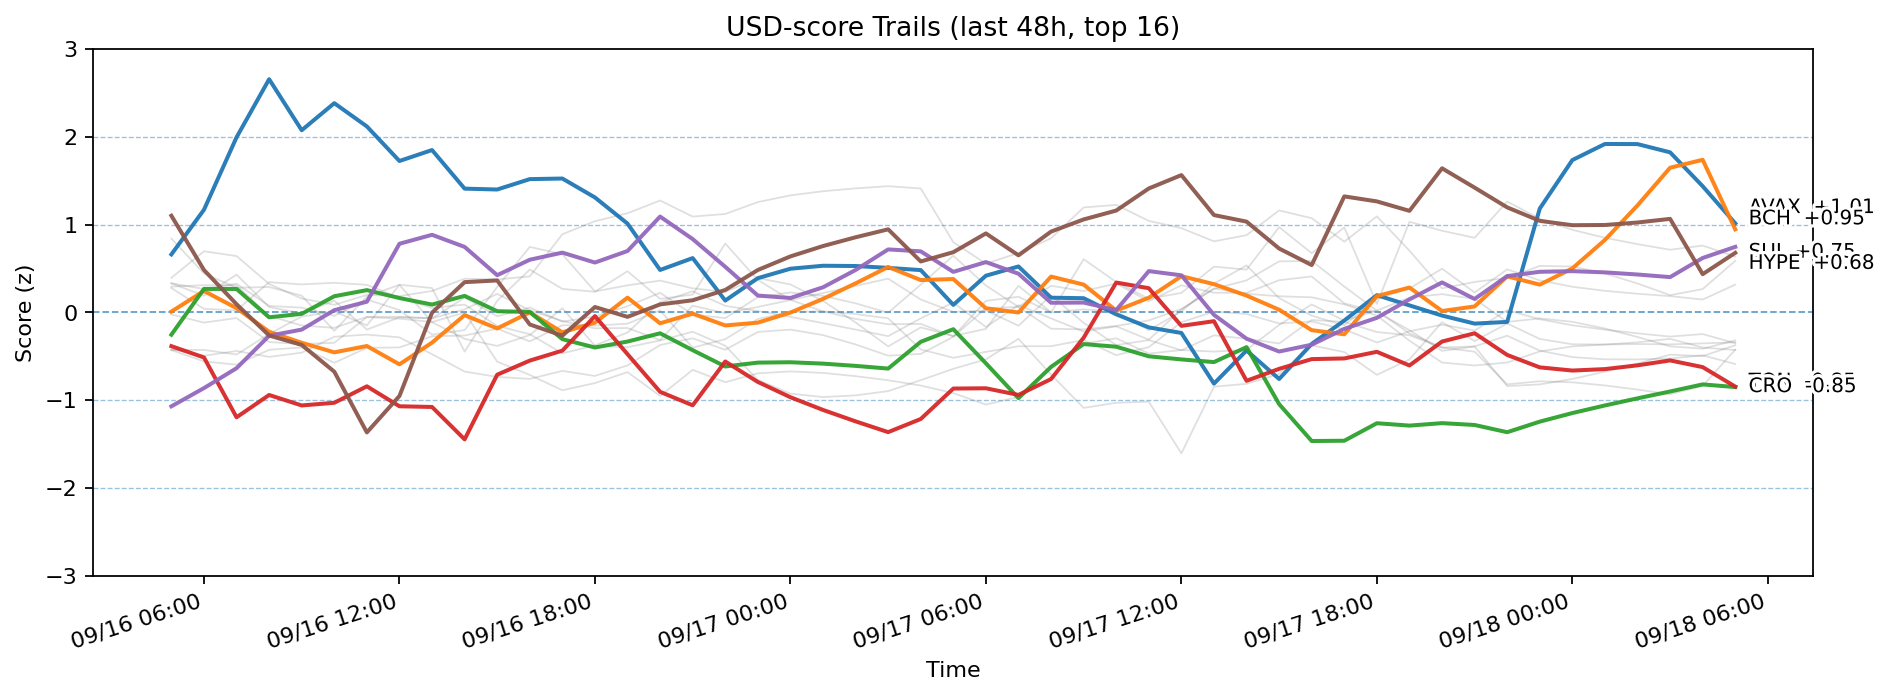 USD-score Trails (last 48h, top 16)
Score (z)
3
2
1
0
−1
−2
−3
AVAX +1.01
BCH +0.95
+0.75
HYPE +0.68
CRO -0.85
09/16 06:00
09/16 12:00
09/16 18:00
09/17 00:00
09/17 06:00
09/17 12:00
09/17 18:00
09/18 00:00
09/18 06:00
Time